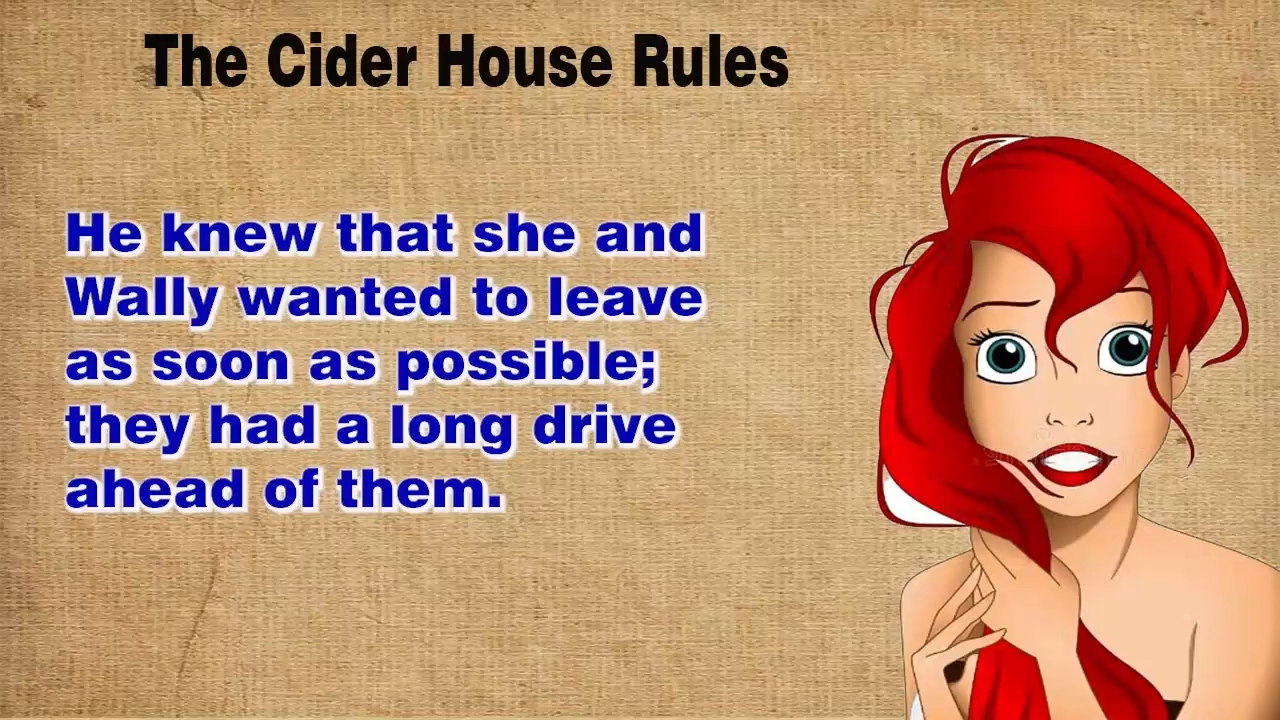 The Cider House Rules
He knew that she and
Wally wanted to leave
as soon as possible;
they had a long drive
ahead of them.